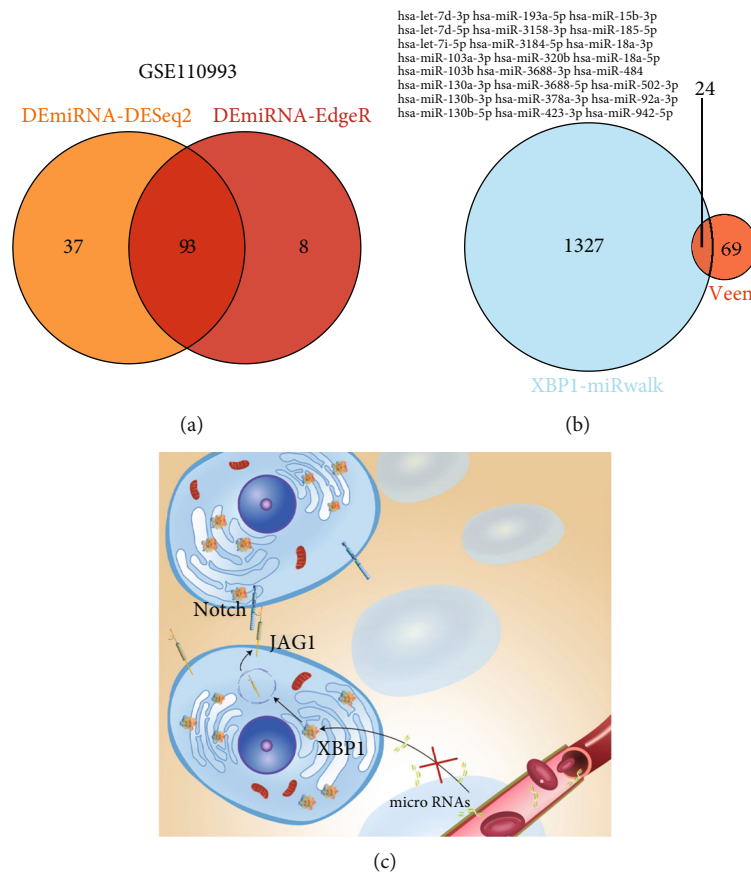 hsa-let-7d-3p hsa-miR-193a-5p hsa-miR-15b-3p
hsa-let-7d-5p hsa-miR-3158-3p hsa-miR-185-5p
hsa-let-7i-5p hsa-miR-3184-5p hsa-miR-18a-3p
hsa-miR-103a-3p hsa-miR-320b hsa-miR-18a-5p
hsa-miR-103b hsa-miR-3688-3p hsa-miR-484
hsa-miR-130a-3p hsa-miR-3688-5p hsa-miR-502-3p
hsa-miR-130b-3p hsa-miR-378a-3p hsa-miR-92a-3p
hsa-miR-130b-5p hsa-miR-423-3p hsa-miR-942-5p
GSE110993
DEmiRNA-DESeq2
DEmiRNA-EdgeR
37
93
8
24
1327
69
Veen
XBP1-miRwalk
(a)
(b)
Notch
JAG1
XBP1
micro RNAs
(c)